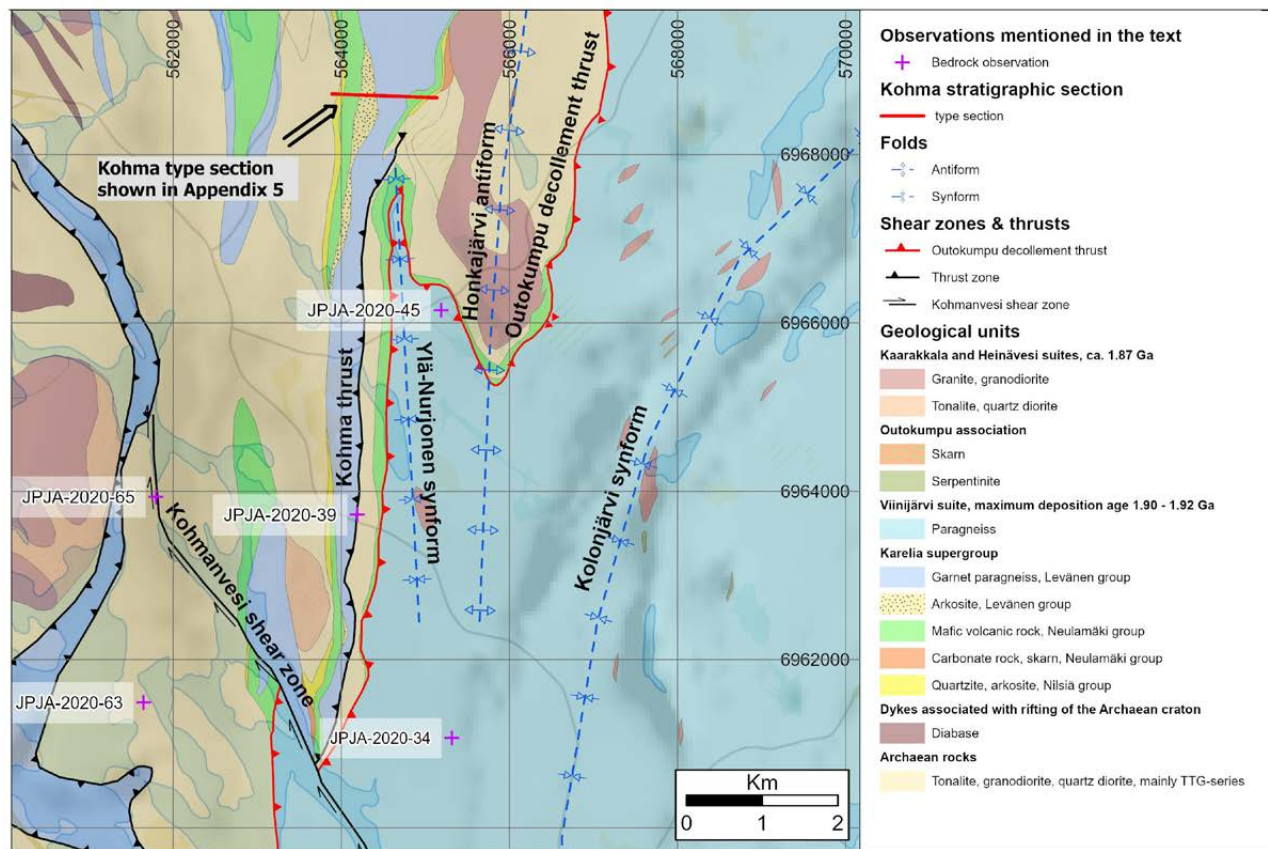 562000
564000
566000
568000
570000
6968000
6966000
6964000
6962000
Kohma type section
shown in Appendix 5
Honkajärvi antiform
Outokumpu decollement thrust
JPJA-2020-45
Kohma thrust
Ylä-Nurjonen synform
Kolonjärvi synform
JPJA-2020-65
JPJA-2020-39
Kohmanvesi shear zone
JPJA-2020-63
JPJA-2020-34
Km
0 1 2
Observations mentioned in the text
Bedrock observation
Kohma stratigraphic section
type section
Folds
Antiform
Synform
Shear zones & thrusts
Outokumpu decollement thrust
Thrust zone
Kohmanvesi shear zone
Geological units
Kaarakkala and Heinävesi suites, ca. 1.87 Ga
Granite, granodiorite
Tonalite, quartz diorite
Outokumpu association
Skarn
Serpentinite
Viinijärvi suite, maximum deposition age 1.90 - 1.92 Ga
Paragneiss
Karelia supergroup
Garnet paragneiss, Levänen group
Arkosite, Levänen group
Mafic volcanic rock, Neulamäki group
Carbonate rock, skarn, Neulamäki group
Quartzite, arkosite, Nilsiä group
Dykes associated with rifting of the Archaean craton
Diabase
Archaean rocks
Tonalite, granodiorite, quartz diorite, mainly TTG-series